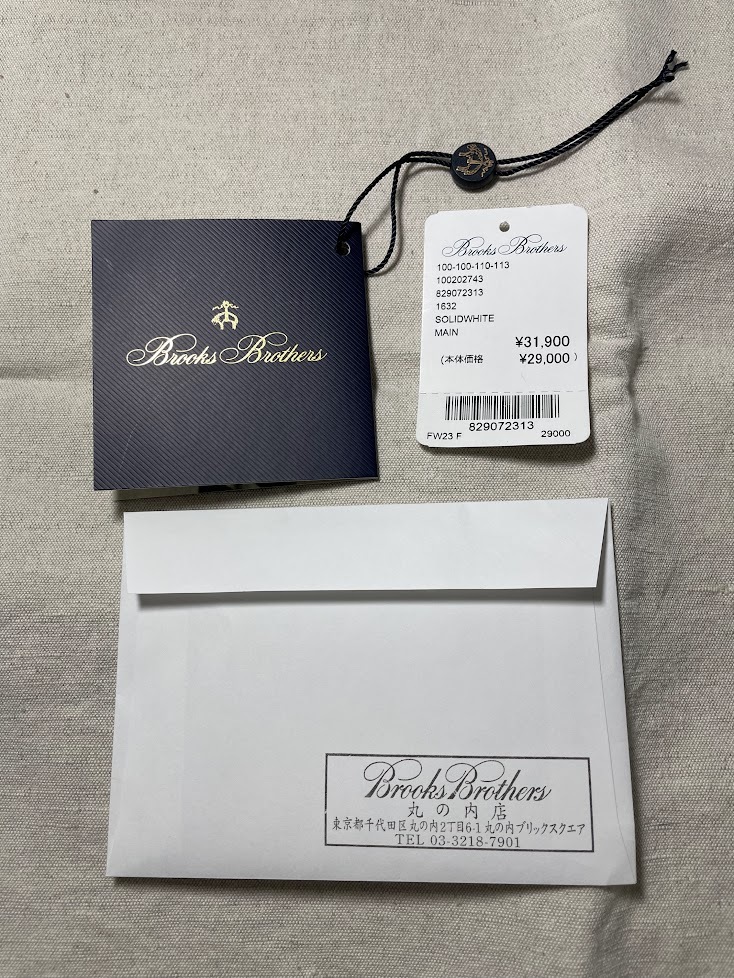 Brooks Brothers
Brooks Brothers
100-100-110-113
100202743
829072313
1632
SOLIDWHITE
MAIN
¥31,900
(本体価格 ¥29,000 )
829072313
FW23 F 29000
Brooks Brothers
丸の内店
東京都千代田区丸の内2丁目6-1 丸の内ブリックスクエア
TEL 03-3218-7901